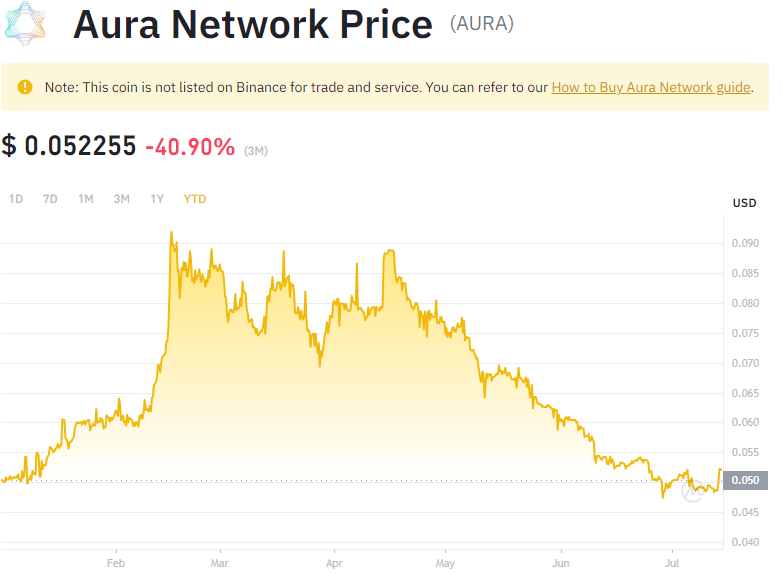 Aura Network Price (AURA)
Note: This coin is not listed on Binance for trade and service. You can refer to our How to Buy Aura Network guide.
$ 0.052255 -40.90% (3M)
1D 7D 1M 3M 1Y YTD
USD
0.090
0.085
0.080
0.075
0.070
0.065
0.060
0.055
0.050
0.045
0.040
Feb Mar Apr May Jun Jul